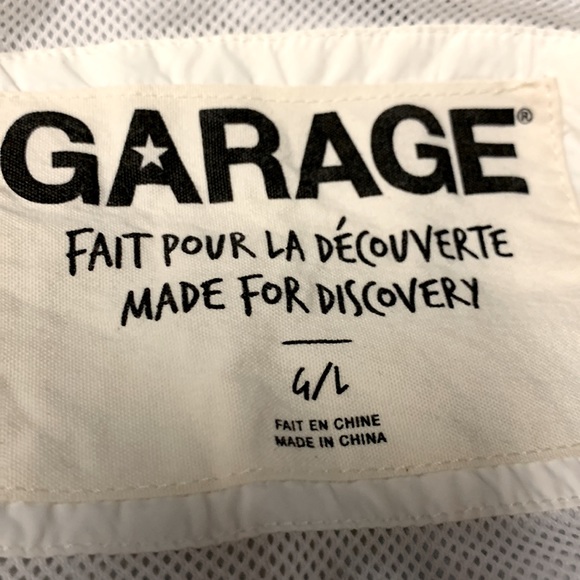 GARAGE®
FAIT POUR LA DÉCOUVERTE
MADE FOR DISCOVERY
G/L
FAIT EN CHINE
MADE IN CHINA